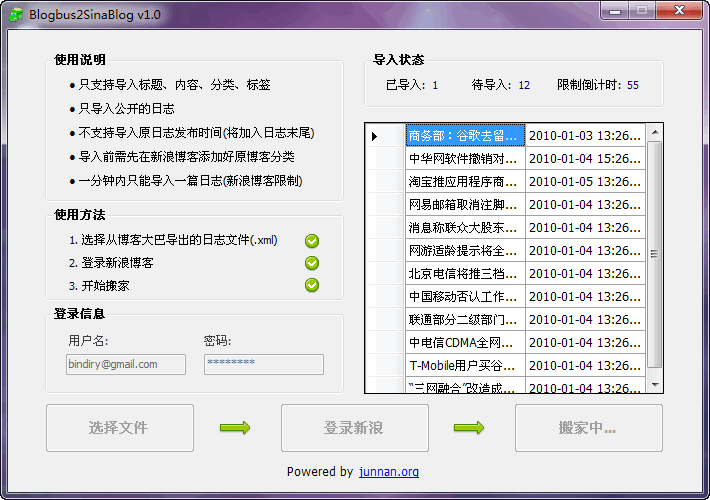 Blogbus2SinaBlog v1.0
使用说明
● 只支持导入标题、内容、分类、标签
● 只导入公开的日志
● 不支持导入原日志发布时间(将加入日志末尾)
● 导入前需先在新浪博客添加好原博客分类
● 一分钟内只能导入一篇日志(新浪博客限制)
使用方法
1. 选择从博客大巴导出的日志文件(.xml)
2. 登录新浪博客
3. 开始搬家
登录信息
用户名: 密码:
bindiry@gmail.com ********
导入状态
已导入: 1 待导入: 12 限制倒计时: 55
商务部：谷歌去留... 2010-01-03 13:26...
中华网软件撤销对... 2010-01-04 15:26...
淘宝推应用程序商... 2010-01-05 13:26...
网易邮箱取消注脚... 2010-01-04 13:26...
消息称联众大股东... 2010-01-04 13:26...
网游适龄提示将全... 2010-01-04 13:26...
北京电信将推三档... 2010-01-04 13:26...
中国移动否认工作... 2010-01-04 13:26...
联通部分二级部门... 2010-01-04 13:26...
中电信CDMA全网... 2010-01-04 13:26...
T-Mobile用户买谷... 2010-01-04 13:26...
“三网融合”改造成... 2010-01-04 13:26...
选择文件 登录新浪 搬家中...
Powered by junnan.org